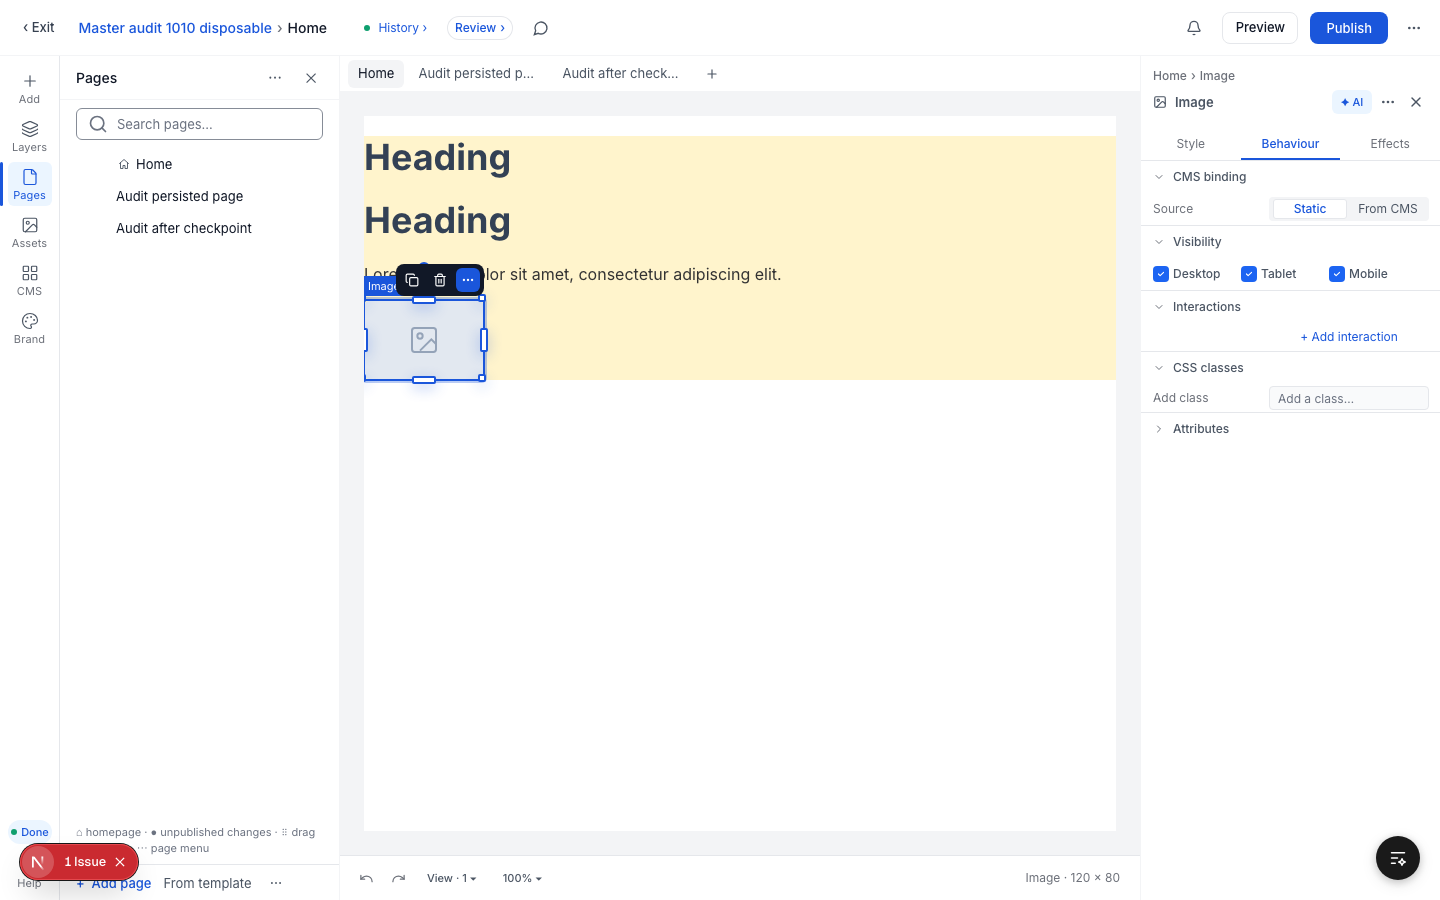 ‹ Exit
Master audit 1010 disposable › Home
History ›
Review ›
Preview
Publish
Add
Layers
Pages
Assets
CMS
Brand
Done
Help
Pages
Search pages...
Home
Audit persisted page
Audit after checkpoint
⌂ homepage · ● unpublished changes · ⠿ drag
··· page menu
1 Issue
+ Add page
From template
Home
Audit persisted p...
Audit after check...
Heading
Heading
Lorem dolor sit amet, consectetur adipiscing elit.
Image
View · 1
100%
Image · 120 × 80
Home › Image
Image
AI
Style
Behaviour
Effects
CMS binding
Source
Static
From CMS
Visibility
Desktop
Tablet
Mobile
Interactions
+ Add interaction
CSS classes
Add class
Add a class...
Attributes